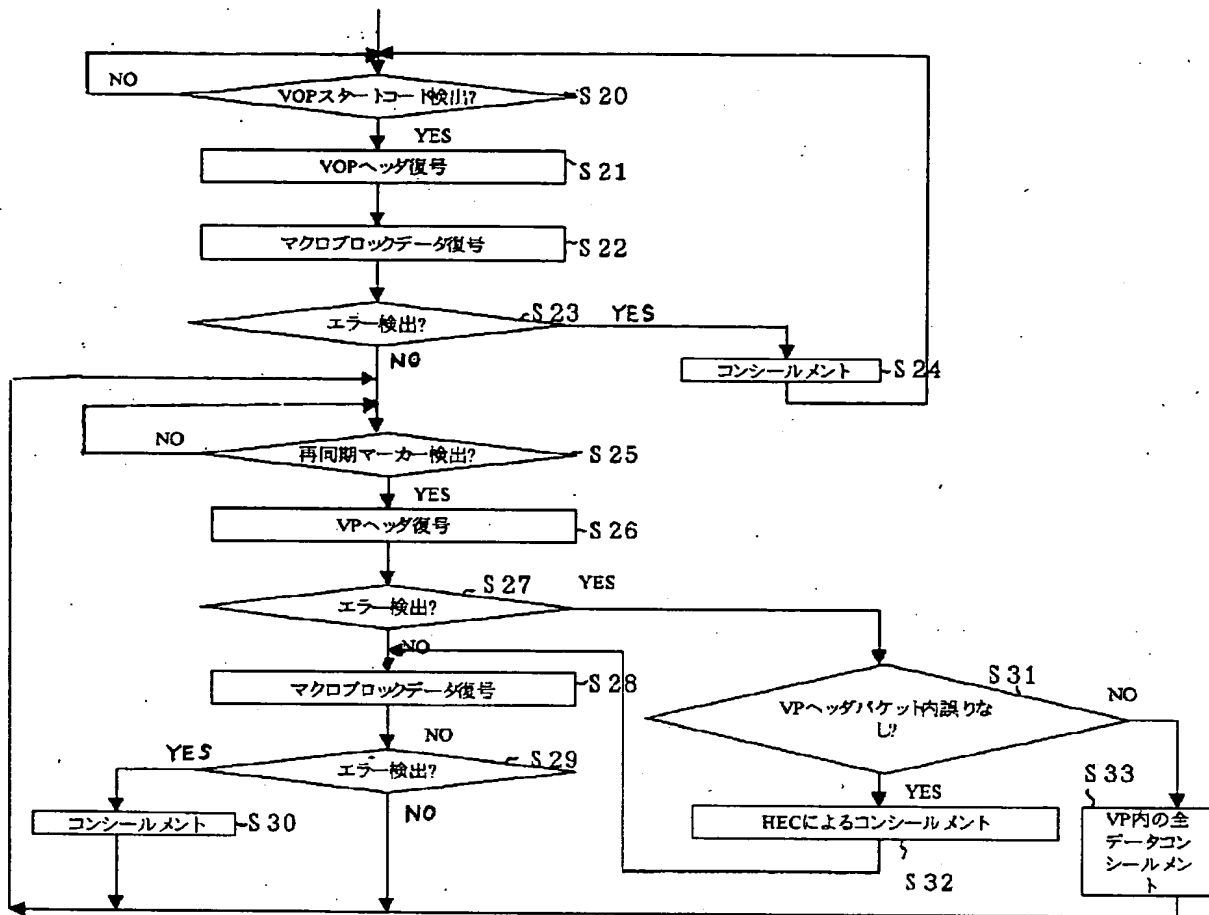 NO
VOPスタートコード検出?
S20
YES
VOPヘッダ復号
S21
マクロブロックデータ復号
S22
エラー検出?
S23
YES
NO
コンシールメント
S24
NO
再同期マーカー検出?
S25
YES
VPヘッダ復号
S26
エラー検出?
S27
YES
NO
マクロブロックデータ復号
S28
VPヘッダパケット内誤りな
し?
S31
NO
NO
YES
エラー検出?
S29
NO
コンシールメント
S30
YES
HECによるコンシールメント
S32
S33
VP内の全
データコン
シールメン
ト